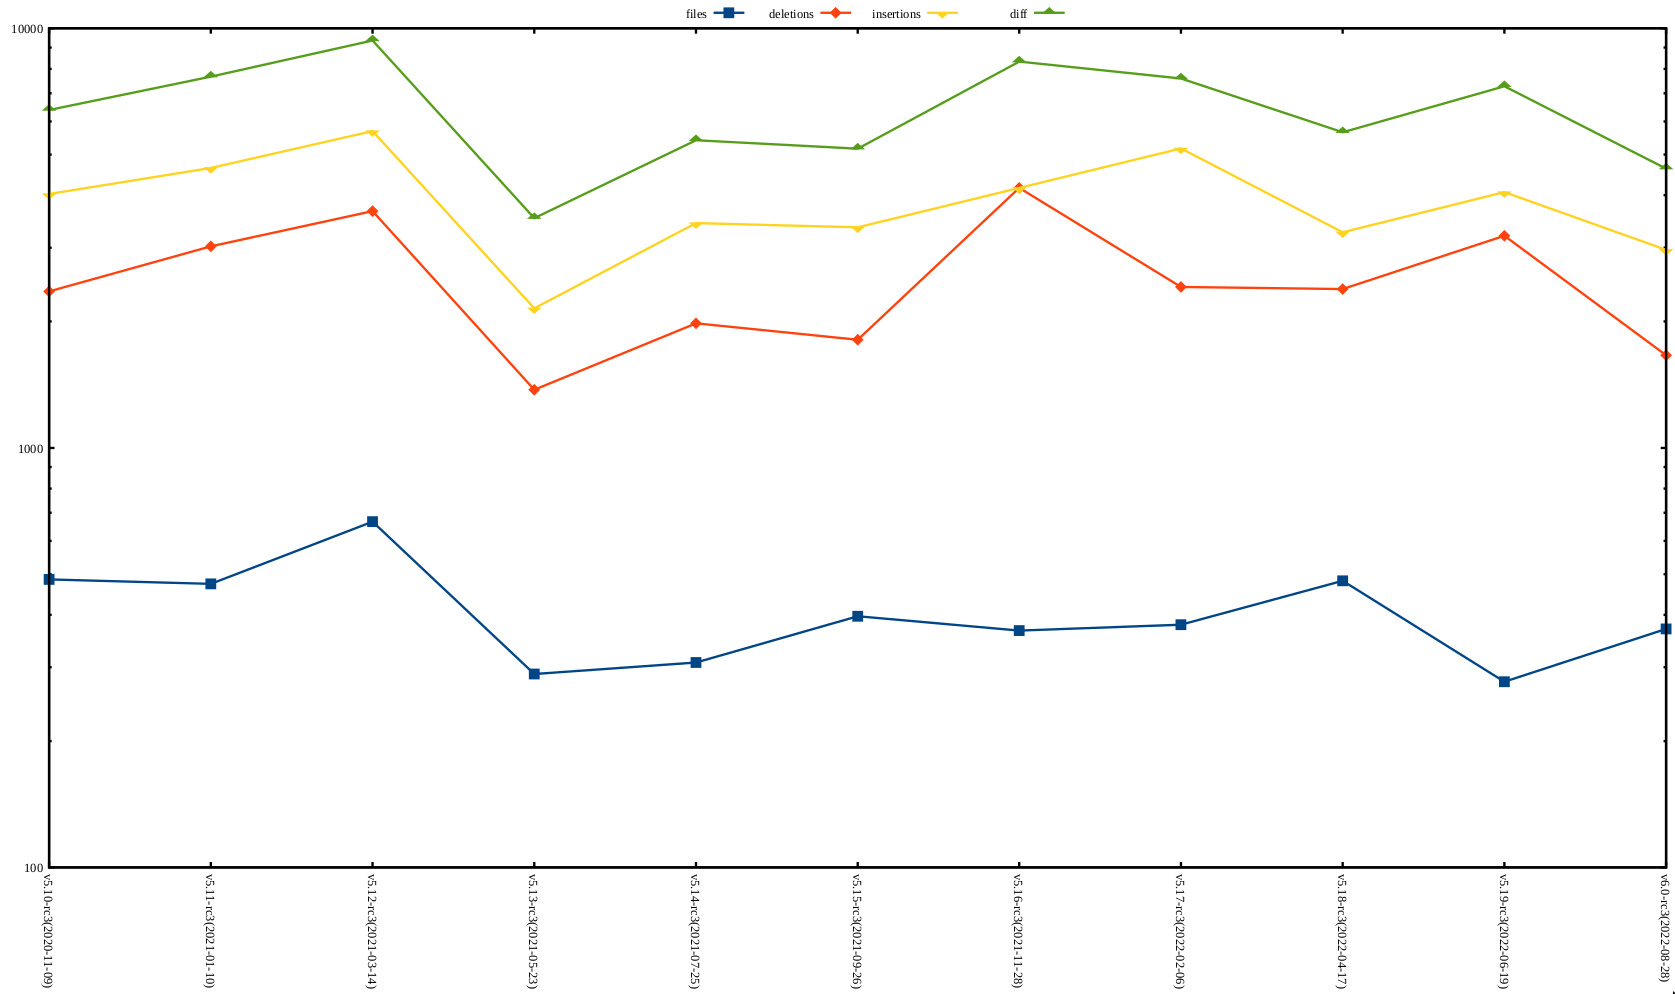 files deletions insertions diff
10000
1000
100
v5.10-rc3(2020-11-09)
v5.11-rc3(2021-01-10)
v5.12-rc3(2021-03-14)
v5.13-rc3(2021-05-23)
v5.14-rc3(2021-07-25)
v5.15-rc3(2021-09-26)
v5.16-rc3(2021-11-28)
v5.17-rc3(2022-02-06)
v5.18-rc3(2022-04-17)
v5.19-rc3(2022-06-19)
v6.0-rc3(2022-08-28)